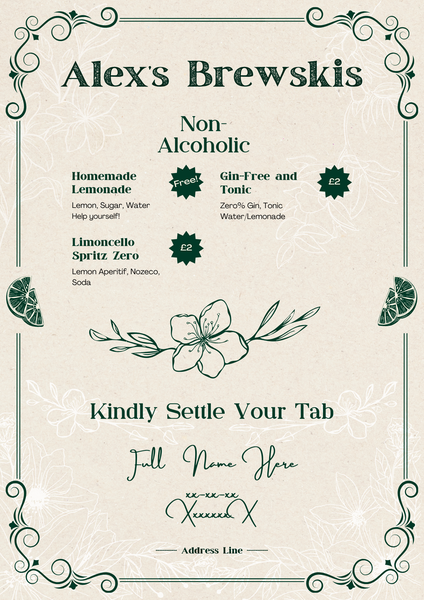 Alex's Brewskis
Non-
Alcoholic
Homemade
Lemonade
Free!
Lemon, Sugar, Water
Help yourself!
Gin-Free and
Tonic
£2
Zero% Gin, Tonic
Water/Lemonade
Limoncello
Spritz Zero
£2
Lemon Aperitif, Nozeco,
Soda
Kindly Settle Your Tab
Full Name Here
xx-xx-xx
XxxxxxX
Address Line